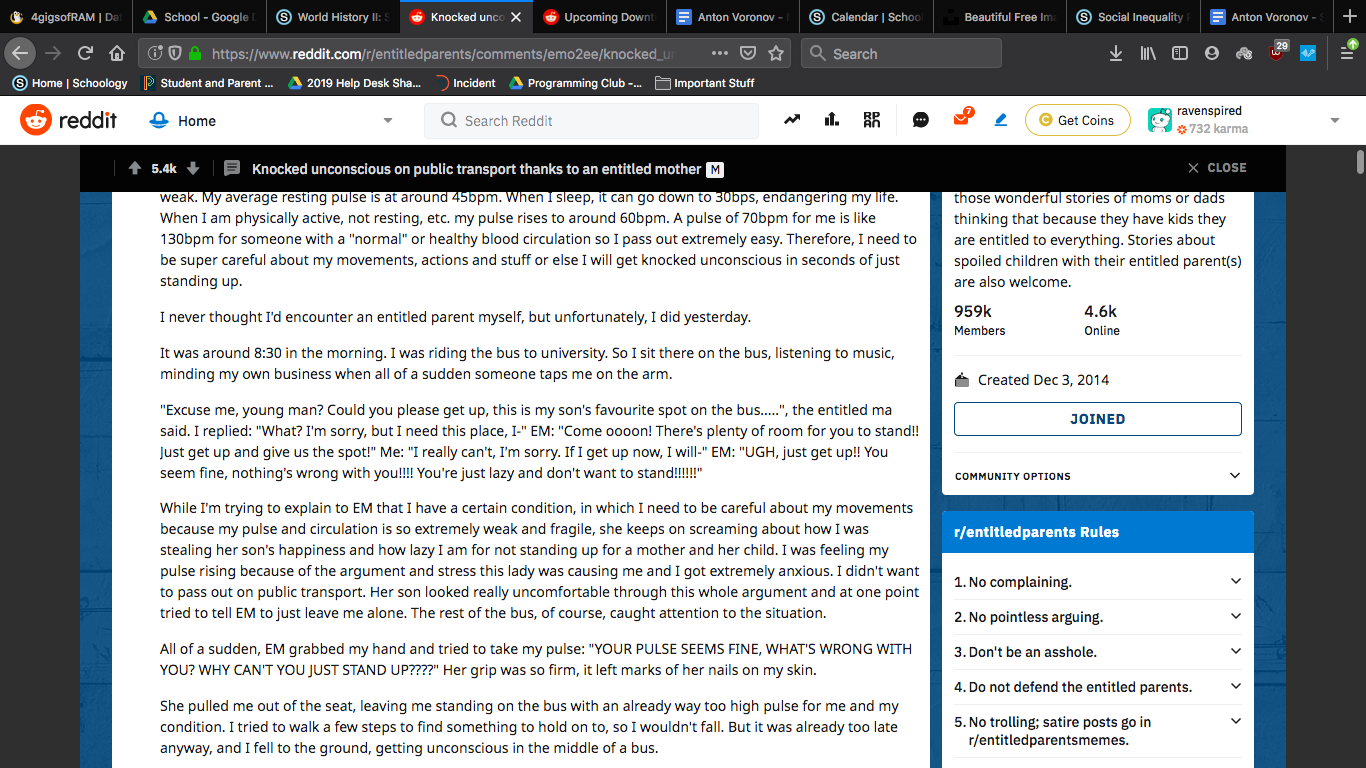 4gigsofRAM | Dat
School - Google D
World History II: S
Knocked unco
Upcoming Downt
Anton Voronov -
Calendar | Schoo
Beautiful Free Im
Social Inequality
Anton Voronov - S
https://www.reddit.com/r/entitledparents/comments/emo2ee/knocked_u
Search
29
Home | Schoology
Student and Parent ...
2019 Help Desk Sha...
Incident
Programming Club -...
Important Stuff
reddit
Home
Search Reddit
7
Get Coins
ravenspired
732 karma
5.4k
Knocked unconscious on public transport thanks to an entitled mother M
CLOSE
weak. My average resting pulse is at around 45bpm. When I sleep, it can go down to 30bps, endangering my life.
When I am physically active, not resting, etc. my pulse rises to around 60bpm. A pulse of 70bpm for me is like
130bpm for someone with a "normal" or healthy blood circulation so I pass out extremely easy. Therefore, I need to
be super careful about my movements, actions and stuff or else I will get knocked unconscious in seconds of just
standing up.
I never thought I'd encounter an entitled parent myself, but unfortunately, I did yesterday.
It was around 8:30 in the morning. I was riding the bus to university. So I sit there on the bus, listening to music,
minding my own business when all of a sudden someone taps me on the arm.
"Excuse me, young man? Could you please get up, this is my son's favourite spot on the bus.....", the entitled ma
said. I replied: "What? I'm sorry, but I need this place, I-" EM: "Come oooon! There's plenty of room for you to stand!!
Just get up and give us the spot!" Me: "I really can't, I'm sorry. If I get up now, I will-" EM: "UGH, just get up!! You
seem fine, nothing's wrong with you!!!! You're just lazy and don't want to stand!!!!!!"
While I'm trying to explain to EM that I have a certain condition, in which I need to be careful about my movements
because my pulse and circulation is so extremely weak and fragile, she keeps on screaming about how I was
stealing her son's happiness and how lazy I am for not standing up for a mother and her child. I was feeling my
pulse rising because of the argument and stress this lady was causing me and I got extremely anxious. I didn't want
to pass out on public transport. Her son looked really uncomfortable through this whole argument and at one point
tried to tell EM to just leave me alone. The rest of the bus, of course, caught attention to the situation.
All of a sudden, EM grabbed my hand and tried to take my pulse: "YOUR PULSE SEEMS FINE, WHAT'S WRONG WITH
YOU? WHY CAN'T YOU JUST STAND UP????" Her grip was so firm, it left marks of her nails on my skin.
She pulled me out of the seat, leaving me standing on the bus with an already way too high pulse for me and my
condition. I tried to walk a few steps to find something to hold on to, so I wouldn't fall. But it was already too late
anyway, and I fell to the ground, getting unconscious in the middle of a bus.
those wonderful stories of moms or dads
thinking that because they have kids they
are entitled to everything. Stories about
spoiled children with their entitled parent(s)
are also welcome.
959k
4.6k
Members
Online
Created Dec 3, 2014
JOINED
COMMUNITY OPTIONS
r/entitledparents Rules
1. No complaining.
2. No pointless arguing.
3. Don't be an asshole.
4. Do not defend the entitled parents.
5. No trolling; satire posts go in
r/entitledparentsmemes.